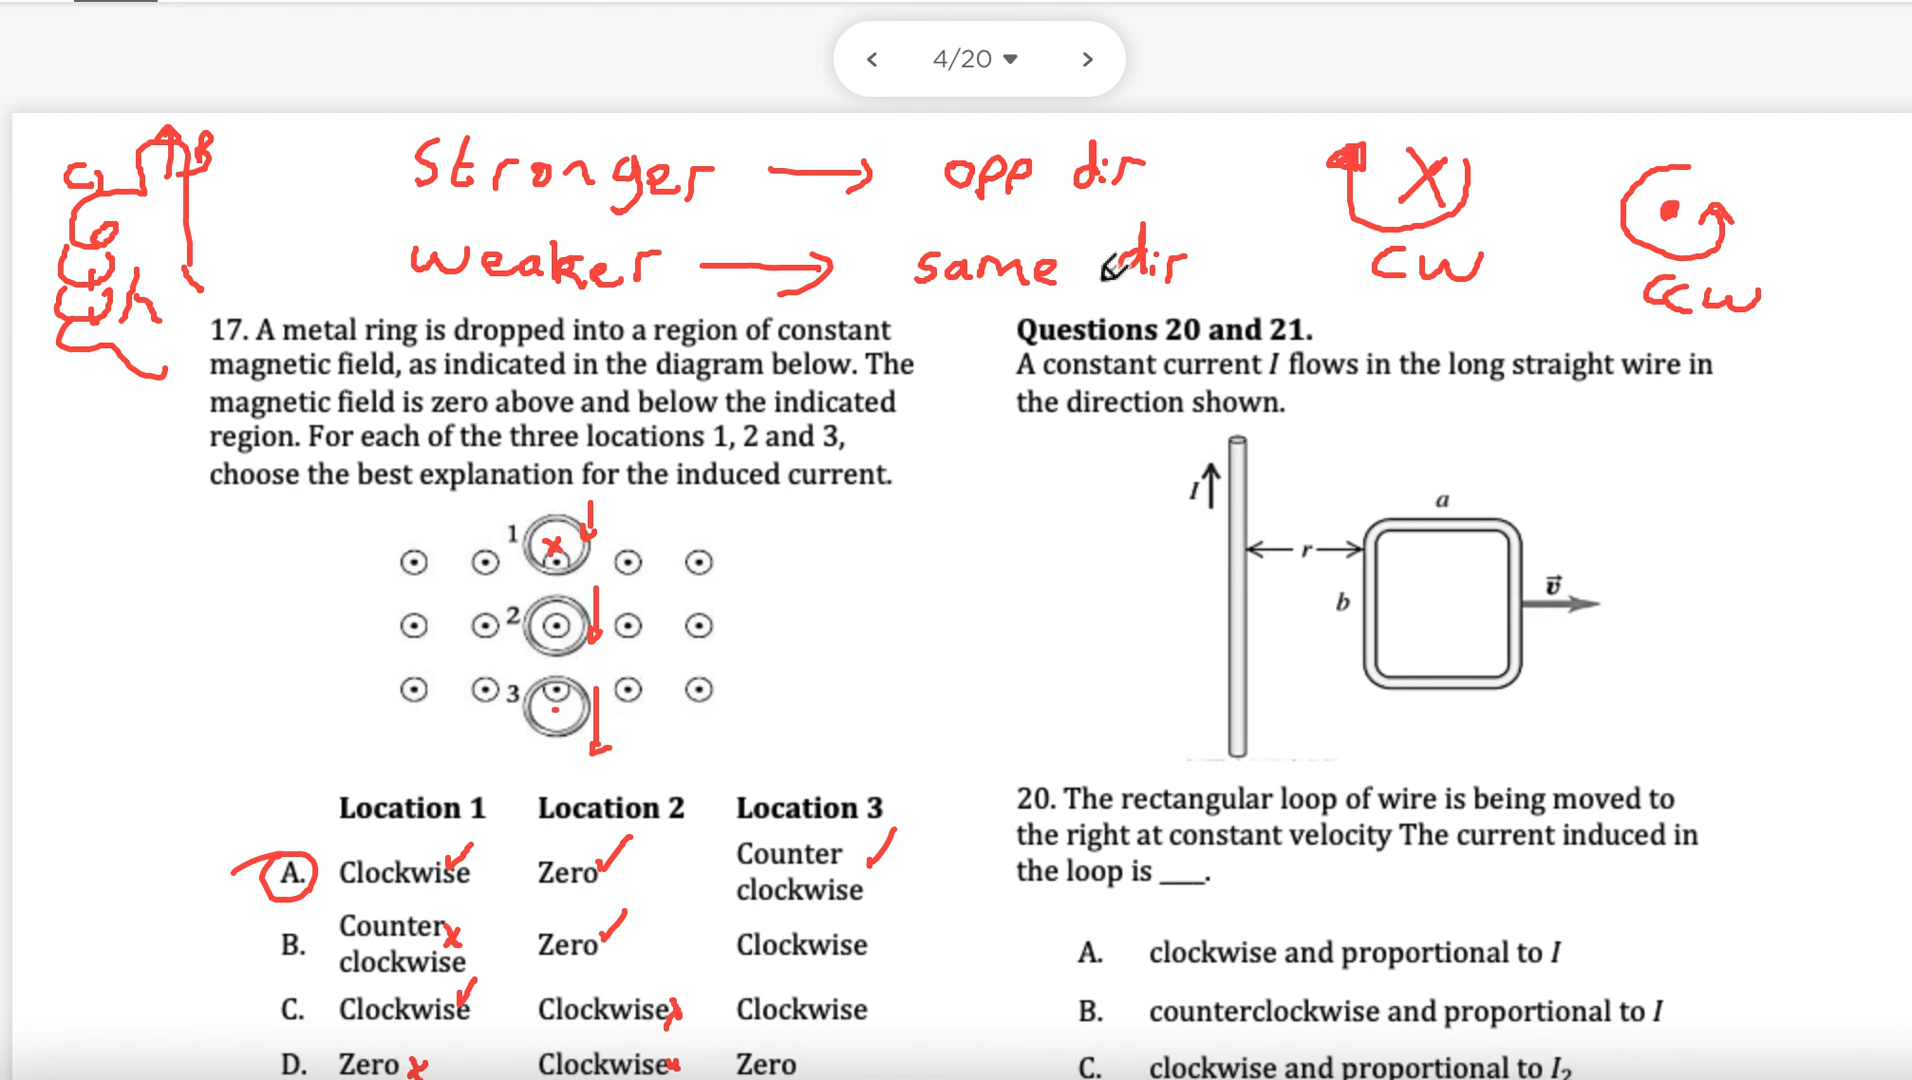 4/20
B
Stronger → opp dir
weaker → same dir
X
CW
CCW
17. A metal ring is dropped into a region of constant
magnetic field, as indicated in the diagram below. The
magnetic field is zero above and below the indicated
region. For each of the three locations 1, 2 and 3,
choose the best explanation for the induced current.
1
2
3
Location 1 Location 2 Location 3
A. Clockwise Zero Counter
clockwise
B. Counter
clockwise Zero Clockwise
C. Clockwise Clockwise Clockwise
D. Zero Clockwise Zero
Questions 20 and 21.
A constant current I flows in the long straight wire in
the direction shown.
I
a
r
b
v⃗
20. The rectangular loop of wire is being moved to
the right at constant velocity The current induced in
the loop is ___.
A. clockwise and proportional to I
B. counterclockwise and proportional to I
C. clockwise and proportional to I₂